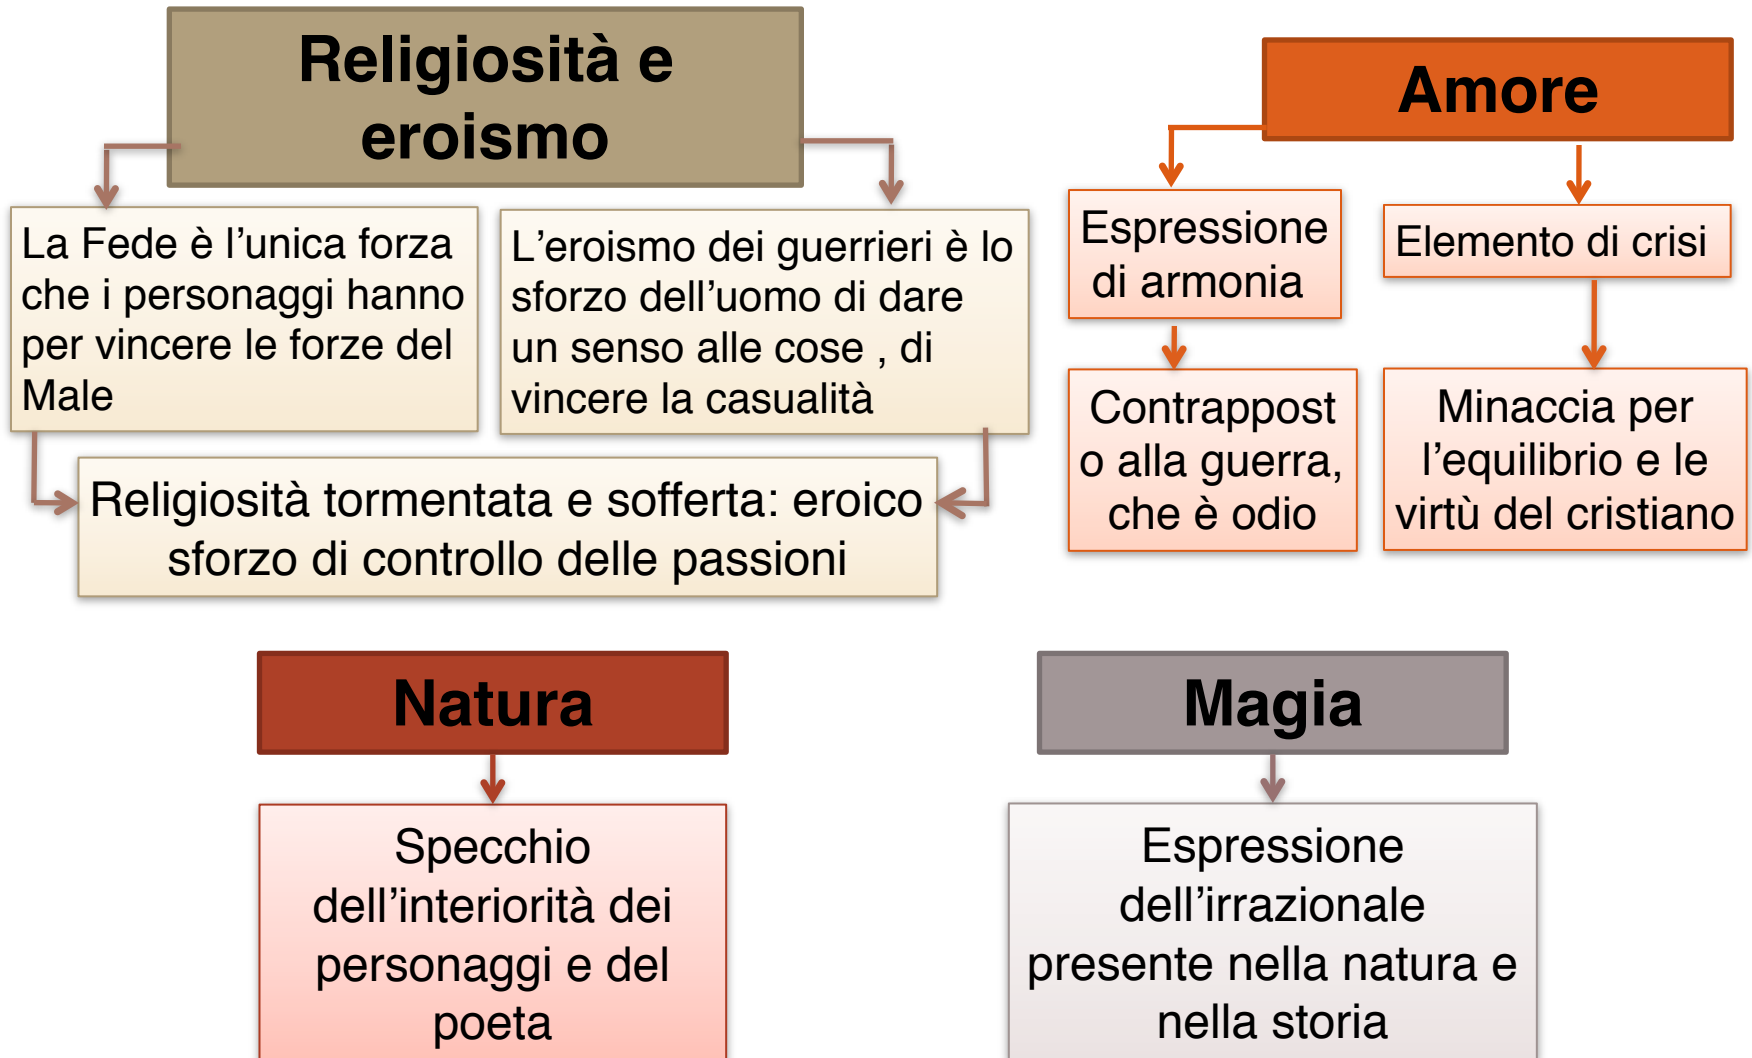 Religiosità e
eroismo
La Fede è l’unica forza
che i personaggi hanno
per vincere le forze del
Male
L’eroismo dei guerrieri è lo
sforzo dell’uomo di dare
un senso alle cose , di
vincere la casualità
Religiosità tormentata e sofferta: eroico
sforzo di controllo delle passioni
Amore
Espressione
di armonia
Elemento di crisi
Contrappost
o alla guerra,
che è odio
Minaccia per
l’equilibrio e le
virtù del cristiano
Natura
Specchio
dell’interiorità dei
personaggi e del
poeta
Magia
Espressione
dell’irrazionale
presente nella natura e
nella storia